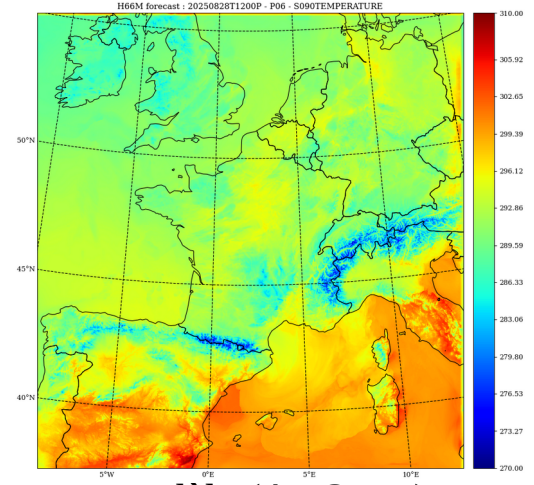 H66M forecast : 20250828T1200P - P06 - S090TEMPERATURE
310.00
305.92
302.65
299.39
296.12
292.86
289.59
286.33
283.06
279.80
276.53
273.27
270.00
50°N
45°N
40°N
5°W
0°E
5°E
10°E